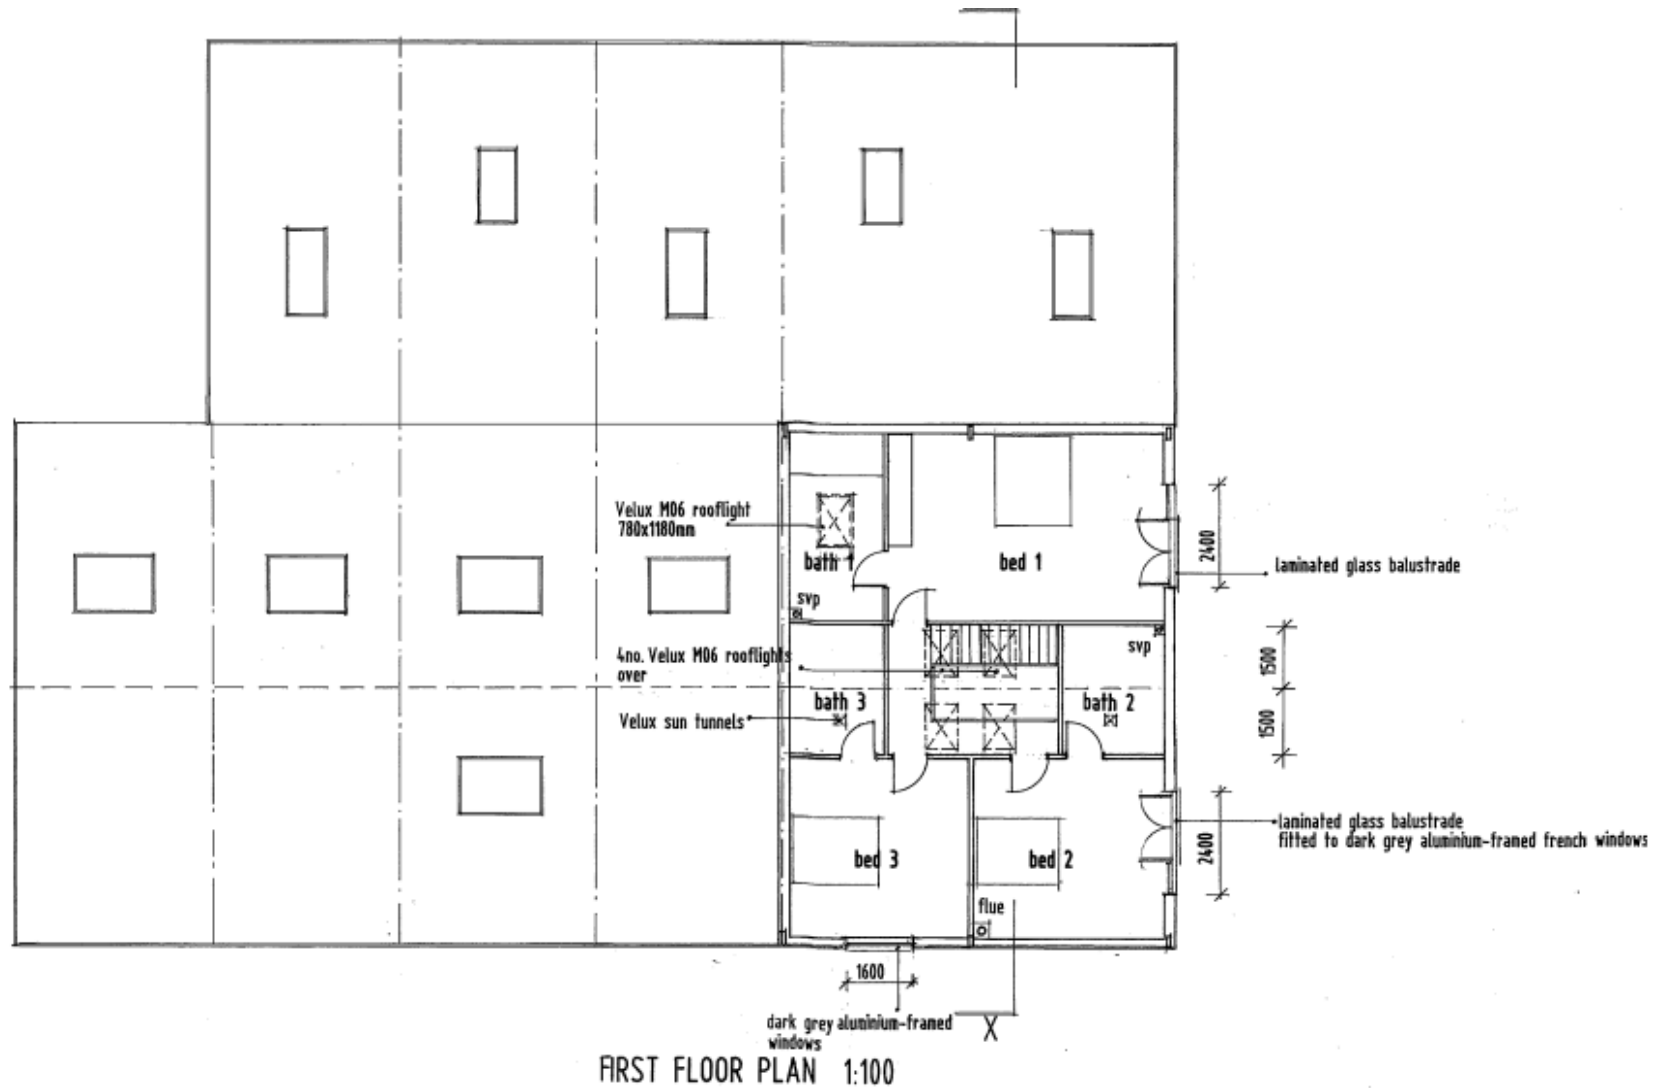 Velux M06 rooflight
780x1180mm
bath 1
bed 1
2400
laminated glass balustrade
svp
svp
4no. Velux M06 rooflights
over
1500
bath 3
bath 2
Velux sun tunnels
1500
laminated glass balustrade
fitted to dark grey aluminium-framed french windows
2400
bed 3
bed 2
flue
1600
dark grey aluminium-framed
windows
X
FIRST FLOOR PLAN 1:100